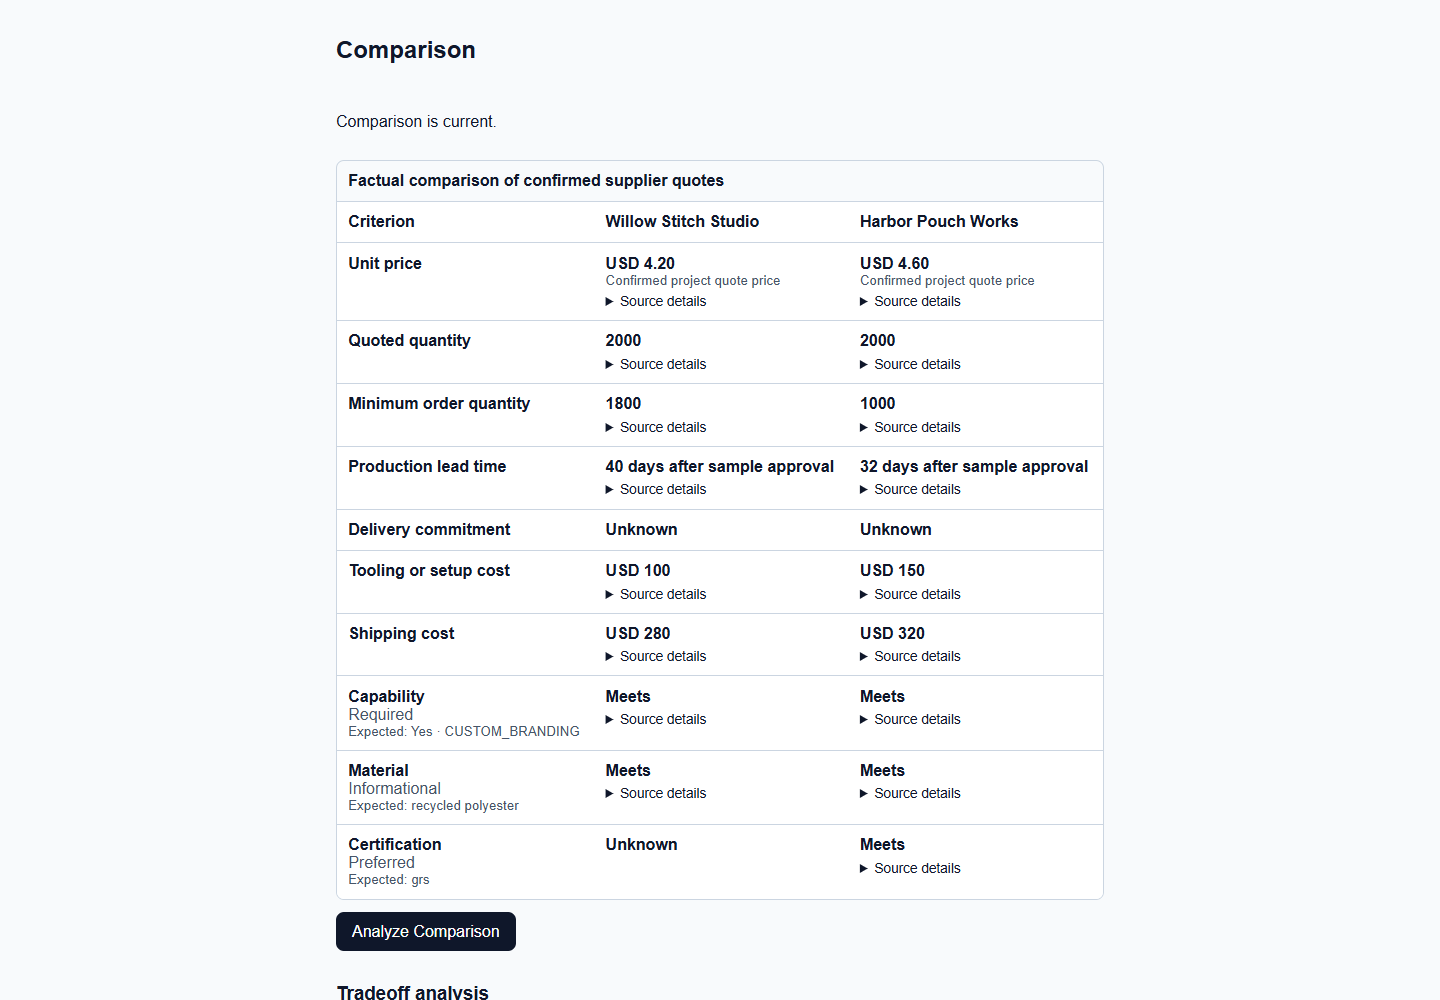 Comparison
Comparison is current.
Factual comparison of confirmed supplier quotes
Criterion Willow Stitch Studio Harbor Pouch Works
Unit price USD 4.20 USD 4.60
Confirmed project quote price Confirmed project quote price
▶ Source details ▶ Source details
Quoted quantity 2000 2000
▶ Source details ▶ Source details
Minimum order quantity 1800 1000
▶ Source details ▶ Source details
Production lead time 40 days after sample approval 32 days after sample approval
▶ Source details ▶ Source details
Delivery commitment Unknown Unknown
Tooling or setup cost USD 100 USD 150
▶ Source details ▶ Source details
Shipping cost USD 280 USD 320
▶ Source details ▶ Source details
Capability Meets Meets
Required ▶ Source details ▶ Source details
Expected: Yes · CUSTOM_BRANDING
Material Meets Meets
Informational ▶ Source details ▶ Source details
Expected: recycled polyester
Certification Unknown Meets
Preferred ▶ Source details
Expected: grs
Analyze Comparison
Tradeoff analysis